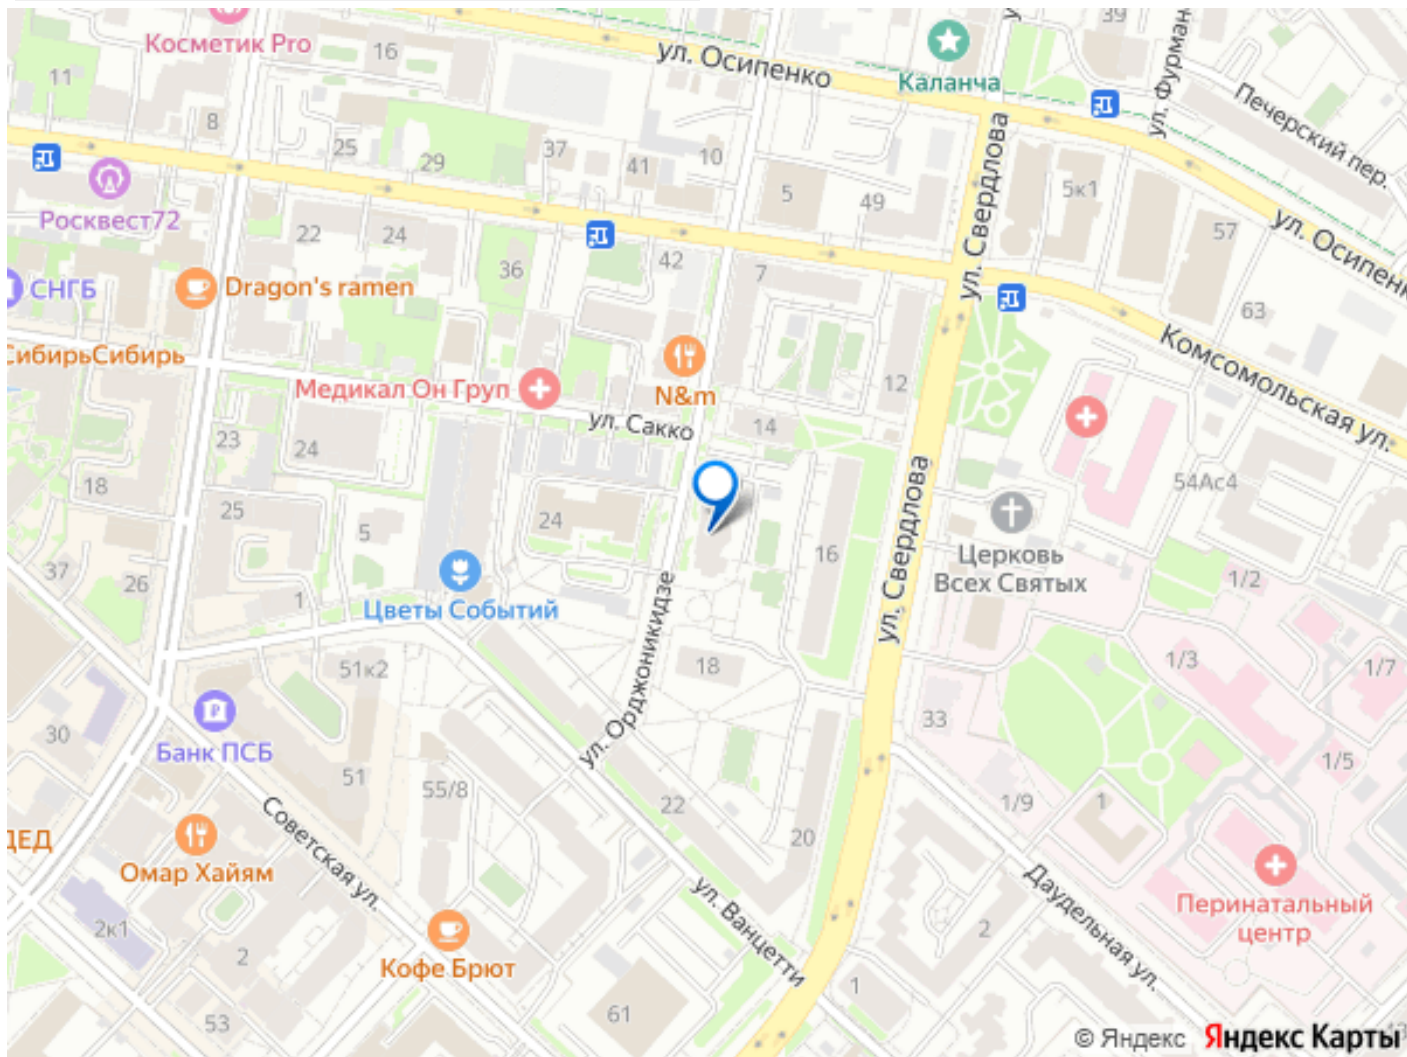 39
Косметик Pro
16
ул. Осипенко
Каланча
ул. Фурман
11
Печерский пер.
8
25
29
37
41
10
5
49
5к1
ул. Свердлова
Росквест72
22
24
36
42
7
57
ул. Осипенко
СНГБ
Dragon's ramen
63
СибирьСибирь
Комсомольская ул.
Медикал Он Груп
N&m
12
ул. Сакко
14
23
24
18
25
5
24
16
ул. Свердлова
54Ас4
Церковь
Всех Святых
37
26
1
Цветы Событий
1/2
ул. Орджоникидзе
51к2
18
1/3
1/7
33
30
Банк ПСБ
51
55/8
22
20
1/9
1
1/5
ДЕД
Омар Хайям
Советская ул.
ул. Ванцетти
Даудельная ул.
Перинатальный
центр
2к1
2
Кофе Брют
2
1
53
61
© Яндекс Яндекс Карты